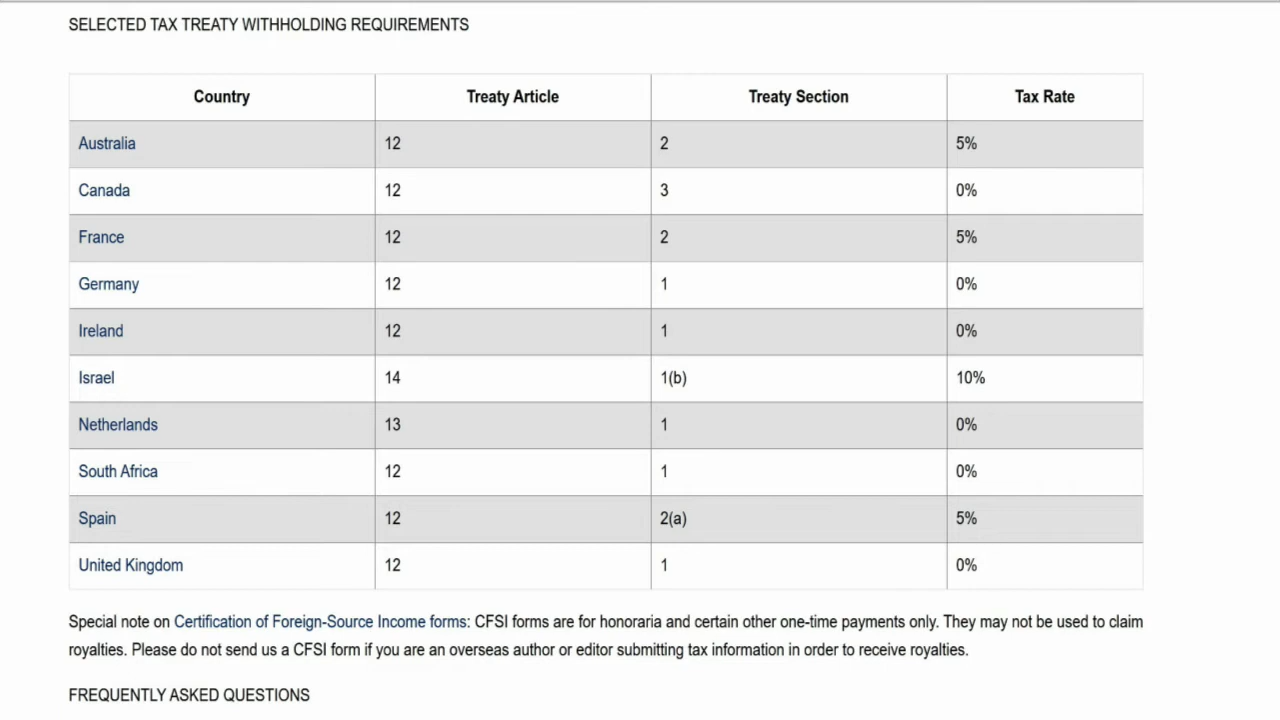 SELECTED TAX TREATY WITHHOLDING REQUIREMENTS
Country Treaty Article Treaty Section Tax Rate
Australia 12 2 5%
Canada 12 3 0%
France 12 2 5%
Germany 12 1 0%
Ireland 12 1 0%
Israel 14 1(b) 10%
Netherlands 13 1 0%
South Africa 12 1 0%
Spain 12 2(a) 5%
United Kingdom 12 1 0%
Special note on Certification of Foreign-Source Income forms: CFSI forms are for honoraria and certain other one-time payments only. They may not be used to claim
royalties. Please do not send us a CFSI form if you are an overseas author or editor submitting tax information in order to receive royalties.
FREQUENTLY ASKED QUESTIONS